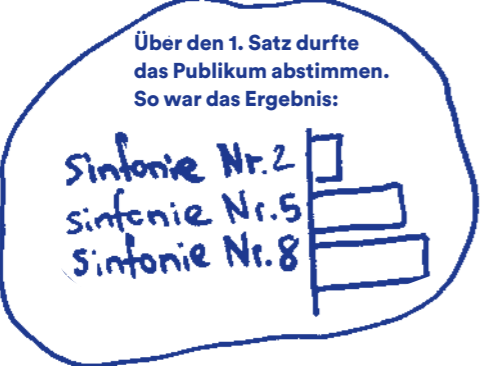 Über den 1. Satz durfte
das Publikum abstimmen.
So war das Ergebnis:
Sinfonie Nr. 2
sinfonie Nr. 5
Sinfonie Nr. 8